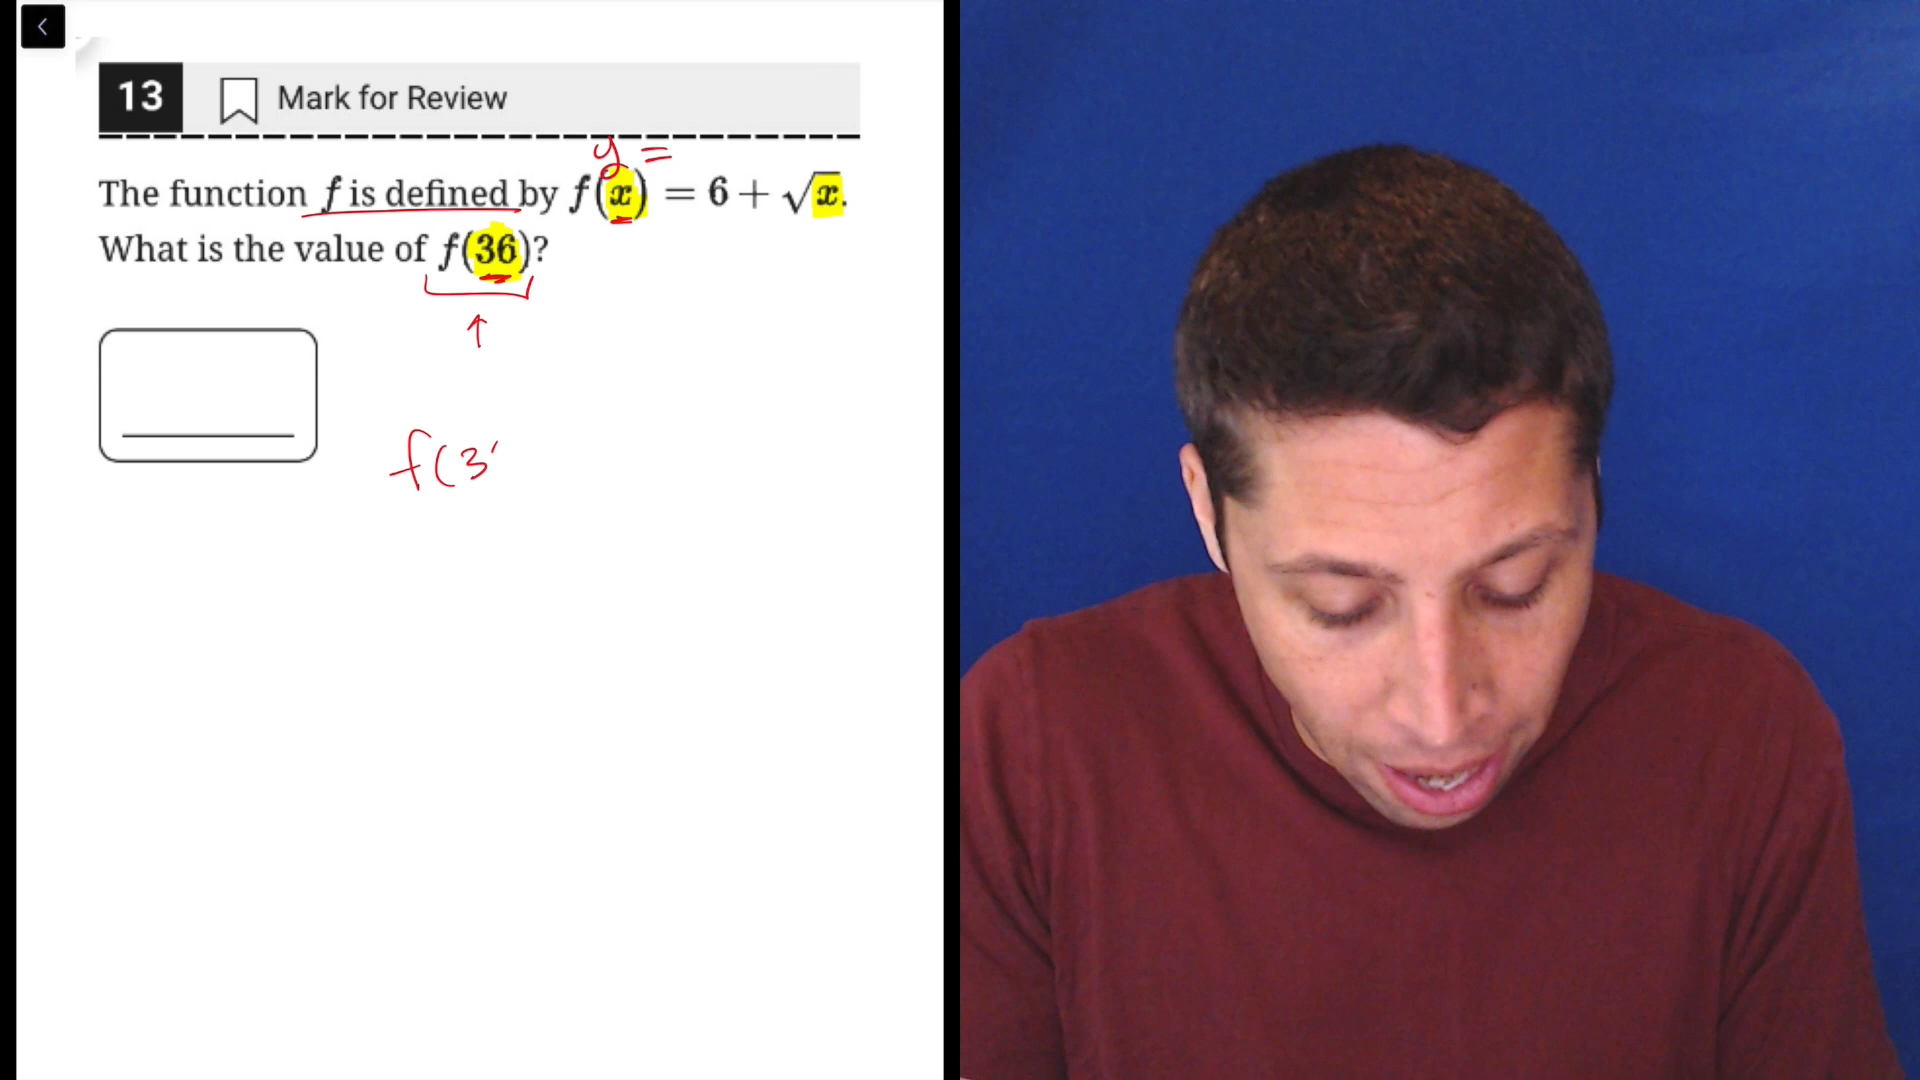 13 Mark for Review
y =
The function f is defined by f(x) = 6 + √x.
What is the value of f(36)?
f(3